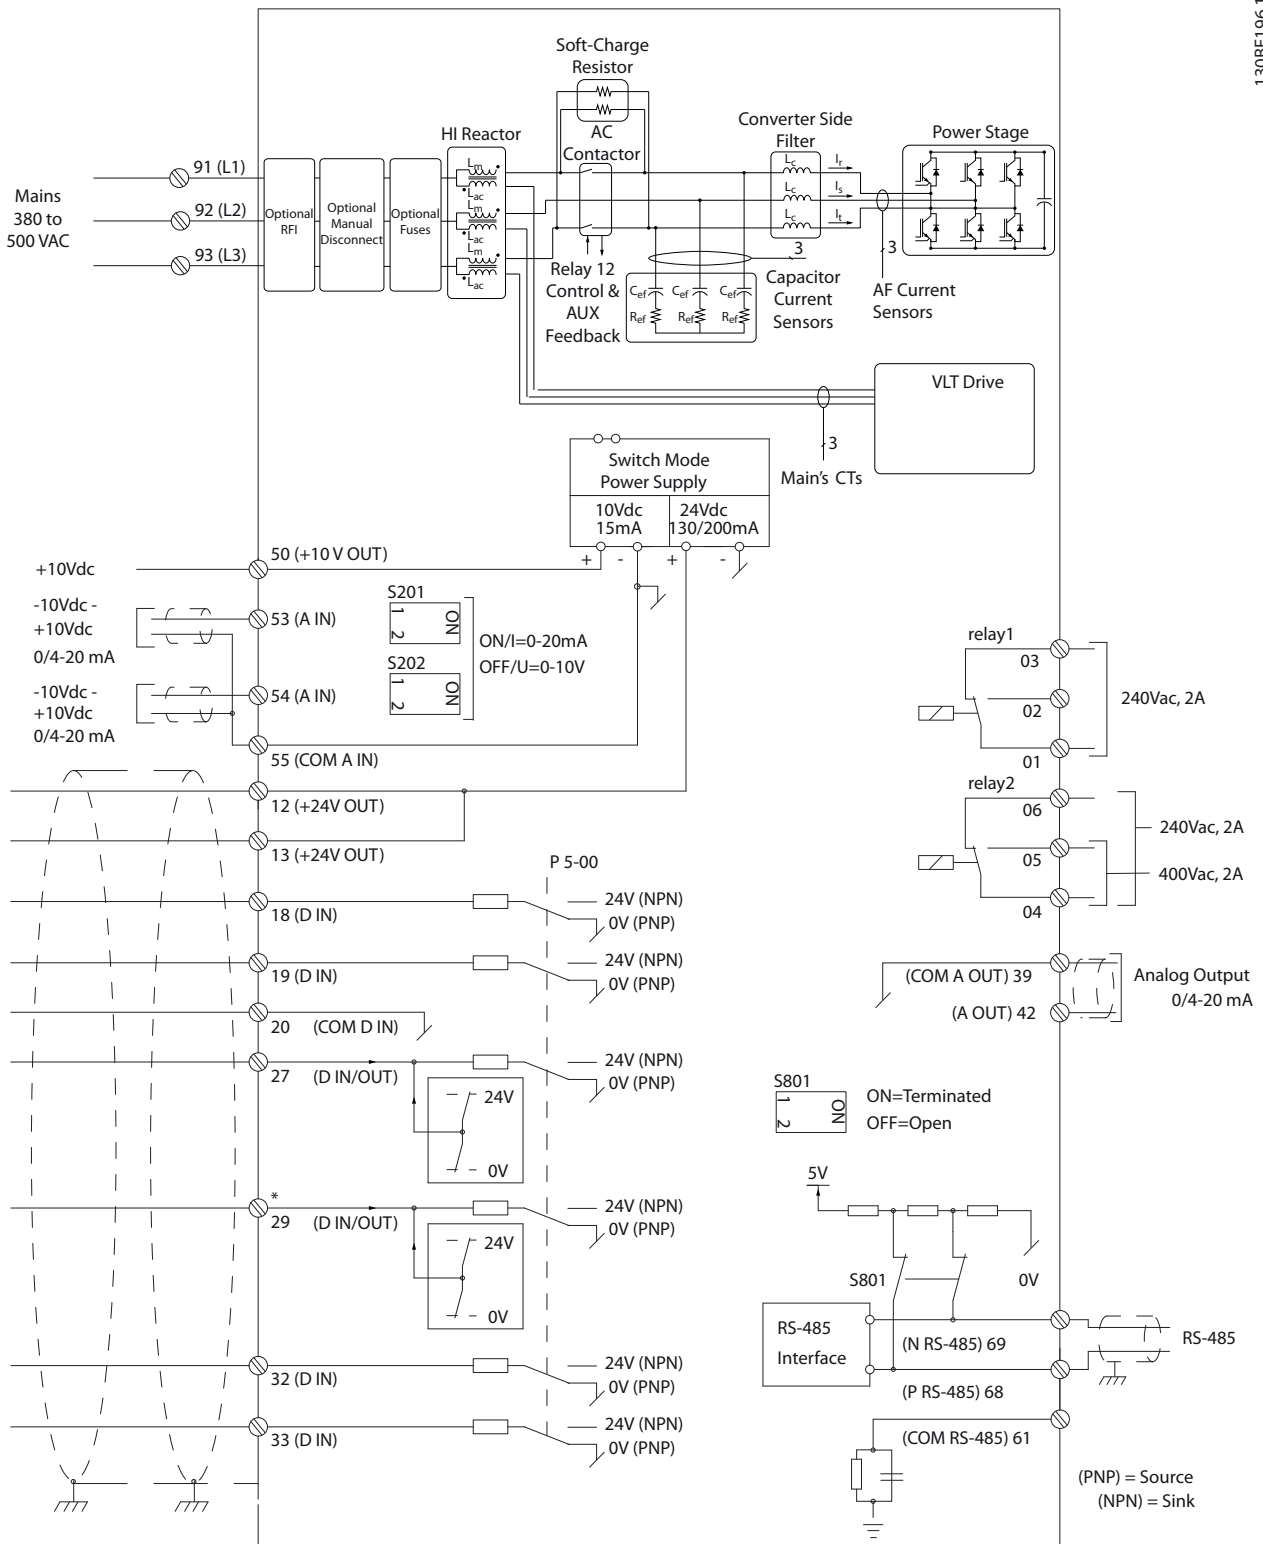 130BF196.1
Soft-Charge
Resistor
AC
Contactor
HI Reactor
Converter Side
Filter
Power Stage
Mains
380 to
500 VAC
91 (L1)
92 (L2)
93 (L3)
Optional
RFI
Optional
Manual
Disconnect
Optional
Fuses
Lm
Lac
Lm
Lac
Lm
Lac
Lc
Lc
Lc
Ir
Is
It
3
3
Relay 12
Control &
AUX
Feedback
Cef
Cef
Cef
Ref
Ref
Ref
Capacitor
Current
Sensors
AF Current
Sensors
VLT Drive
3
Main's CTs
Switch Mode
Power Supply
10Vdc
15mA
24Vdc
130/200mA
+
-
+
-
+10Vdc
50 (+10 V OUT)
-10Vdc -
+10Vdc
0/4-20 mA
53 (A IN)
S201
1
2
ON
ON/I=0-20mA
OFF/U=0-10V
S202
1
2
ON
-10Vdc -
+10Vdc
0/4-20 mA
54 (A IN)
55 (COM A IN)
12 (+24V OUT)
13 (+24V OUT)
P 5-00
18 (D IN)
24V (NPN)
0V (PNP)
19 (D IN)
24V (NPN)
0V (PNP)
20 (COM D IN)
27 (D IN/OUT)
24V (NPN)
0V (PNP)
24V
0V
*
29 (D IN/OUT)
24V (NPN)
0V (PNP)
24V
0V
32 (D IN)
24V (NPN)
0V (PNP)
33 (D IN)
24V (NPN)
0V (PNP)
relay1
03
02
01
240Vac, 2A
relay2
06
05
04
240Vac, 2A
400Vac, 2A
(COM A OUT) 39
(A OUT) 42
Analog Output
0/4-20 mA
S801
1
2
ON
ON=Terminated
OFF=Open
5V
S801
0V
RS-485
Interface
(N RS-485) 69
(P RS-485) 68
(COM RS-485) 61
RS-485
(PNP) = Source
(NPN) = Sink